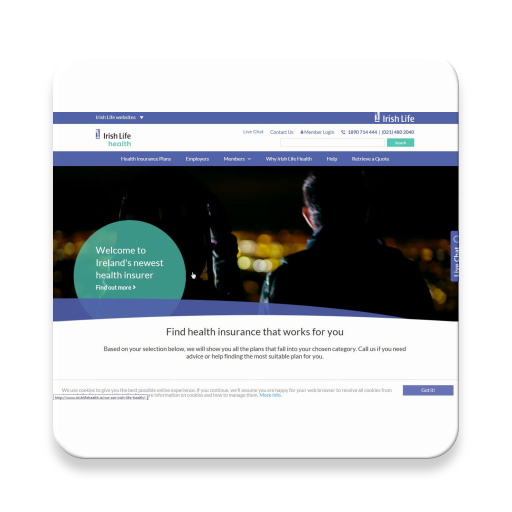 Irish Life websites
Irish Life
Irish Life
health
Live Chat Contact Us Member Login 1890 714 444 | (021) 480 2040
Search
Health Insurance Plans Employers Members Why Irish Life Health Help Retrieve a Quote
Welcome to
Ireland's newest
health insurer
Find out more
Live Chat
Find health insurance that works for you
Based on your selection below, we will show you all the plans that fall into your chosen category. Call us if you need
advice or help finding the most suitable plan for you.
We use cookies to give you the best possible online experience. If you continue, we'll assume you are happy for your web browser to receive all cookies from
information on cookies and how to manage them. More info.
Got it!